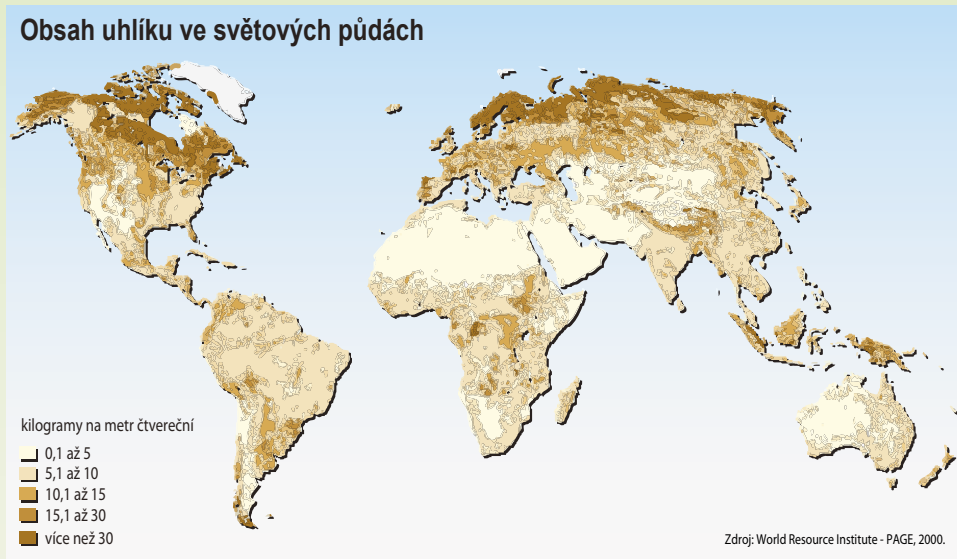 Obsah uhlíku ve světových půdách
kilogramy na metr čtvereční
0,1 až 5
5,1 až 10
10,1 až 15
15,1 až 30
více než 30
Zdroj: World Resource Institute - PAGE, 2000.